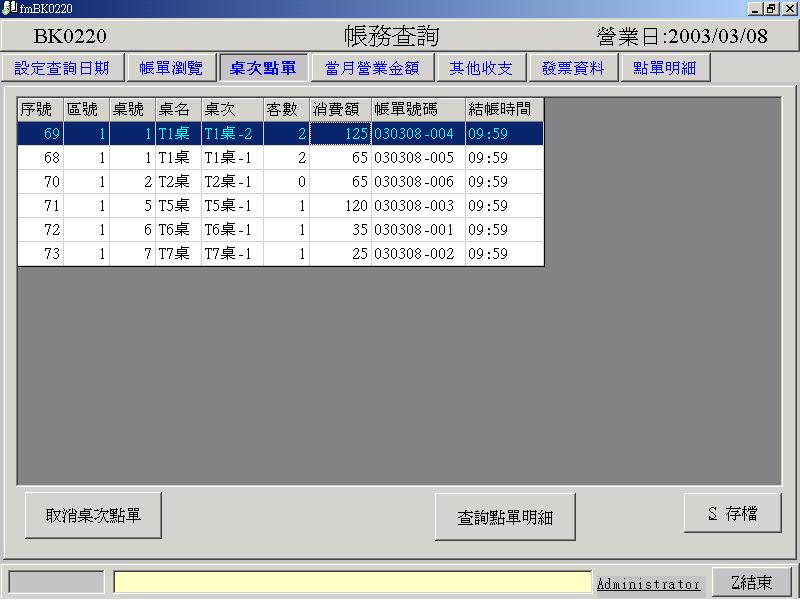 fmBK0220
BK0220 帳務查詢 營業日:2003/03/08
設定查詢日期 帳單瀏覽 桌次點單 當月營業金額 其他收支 發票資料 點單明細
序號 區號 桌號 桌名 桌次 客數 消費額 帳單號碼 結帳時間
69 1 1 T1桌 T1桌-2 2 125 030308-004 09:59
68 1 1 T1桌 T1桌-1 2 65 030308-005 09:59
70 1 2 T2桌 T2桌-1 0 65 030308-006 09:59
71 1 5 T5桌 T5桌-1 1 120 030308-003 09:59
72 1 6 T6桌 T6桌-1 1 35 030308-001 09:59
73 1 7 T7桌 T7桌-1 1 25 030308-002 09:59
取消桌次點單 查詢點單明細 S 存檔
Administrator Z結束